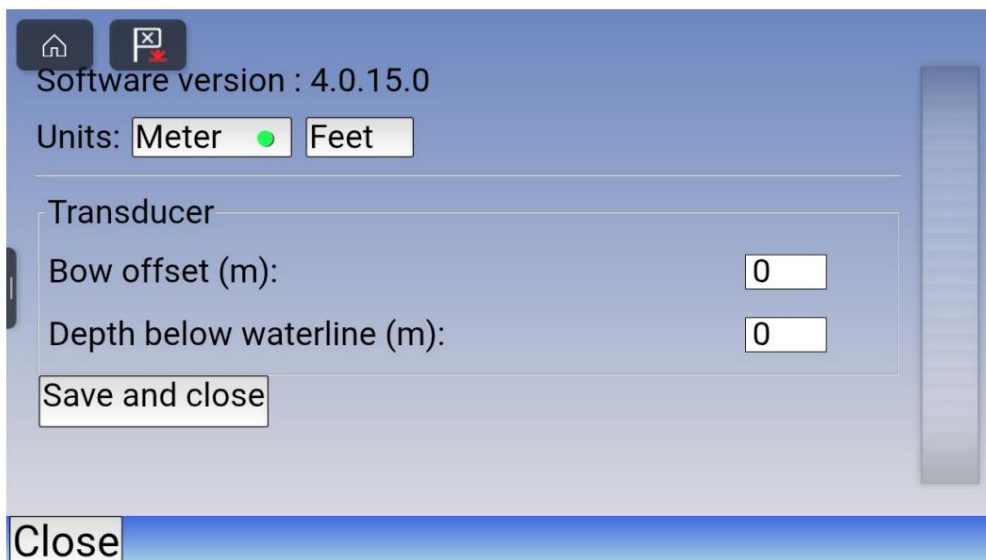 Software version : 4.0.15.0
Units: Meter Feet
Transducer
Bow offset (m): 0
Depth below waterline (m): 0
Save and close
Close